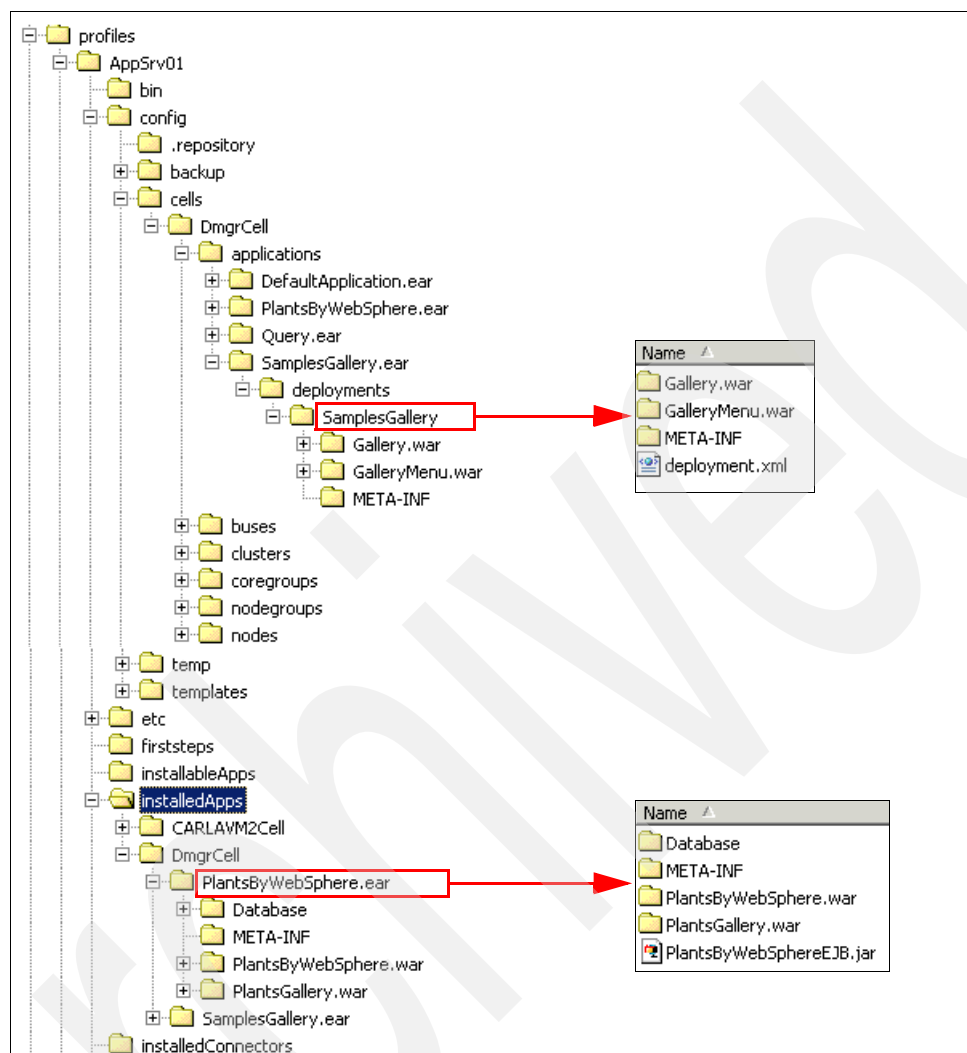 profiles
AppSrv01
bin
config
.repository
backup
cells
DmgrCell
applications
DefaultApplication.ear
PlantsByWebSphere.ear
Query.ear
SamplesGallery.ear
deployments
SamplesGallery
Gallery.war
GalleryMenu.war
META-INF
buses
clusters
coregroups
nodegroups
nodes
temp
templates
etc
firststeps
installableApps
installedApps
CARLAVM2Cell
DmgrCell
PlantsByWebSphere.ear
Database
META-INF
PlantsByWebSphere.war
PlantsGallery.war
SamplesGallery.ear
installedConnectors
Name
Gallery.war
GalleryMenu.war
META-INF
deployment.xml
Name
Database
META-INF
PlantsByWebSphere.war
PlantsGallery.war
PlantsByWebSphereEJB.jar
rchived